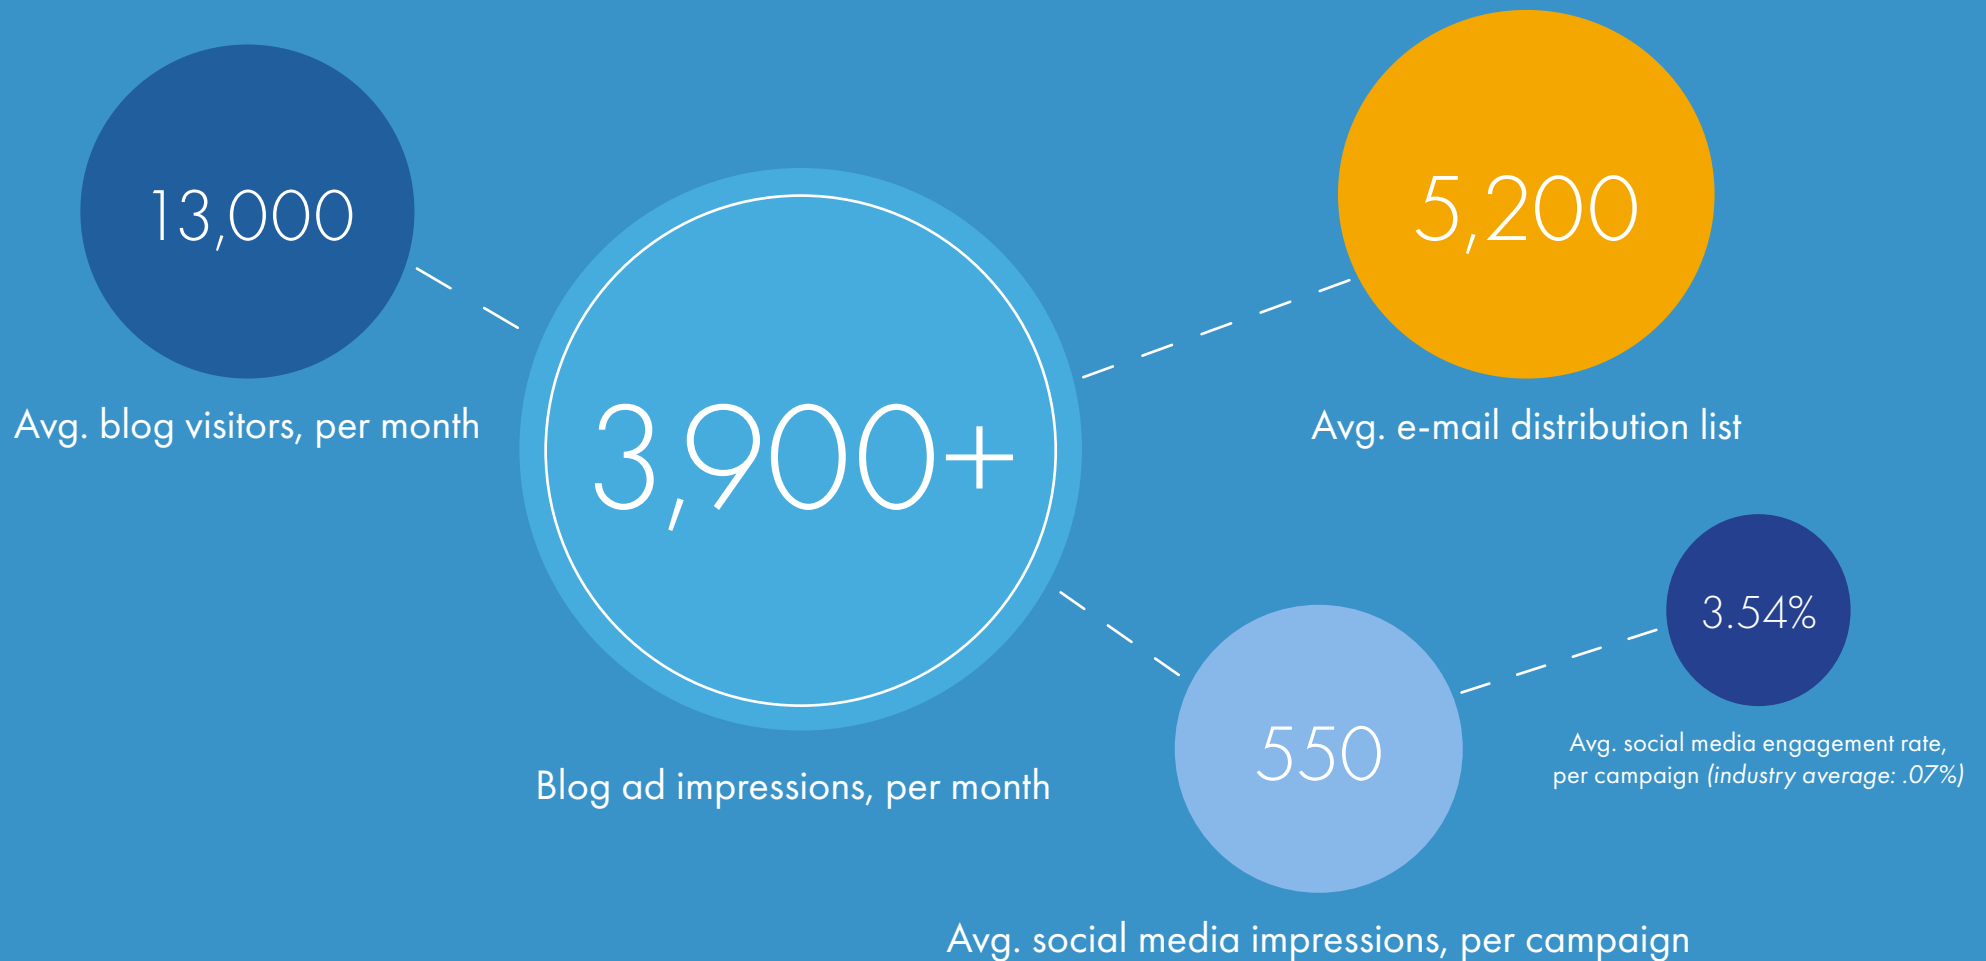 13,000
Avg. blog visitors, per month
3,900+
Blog ad impressions, per month
5,200
Avg. e-mail distribution list
550
Avg. social media impressions, per campaign
3.54%
Avg. social media engagement rate,
per campaign (industry average: .07%)